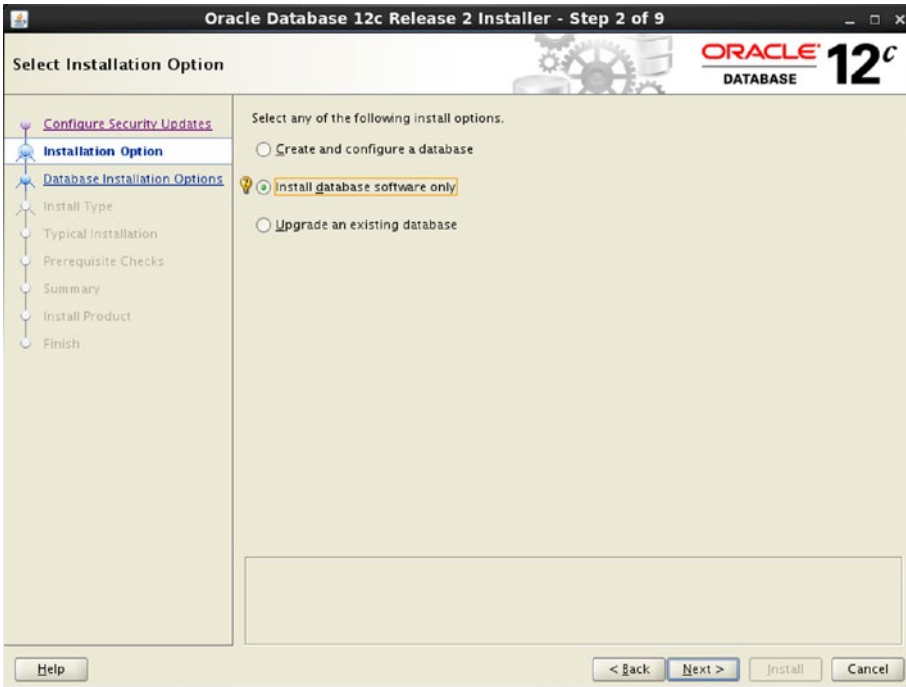 Oracle Database 12c Release 2 Installer - Step 2 of 9
Select Installation Option
ORACLE
DATABASE
12c
Configure Security Updates
Installation Option
Database Installation Options
Install Type
Typical Installation
Prerequisite Checks
Summary
Install Product
Finish
Select any of the following install options.
Create and configure a database
Install database software only
Upgrade an existing database
Help
< Back
Next >
Install
Cancel